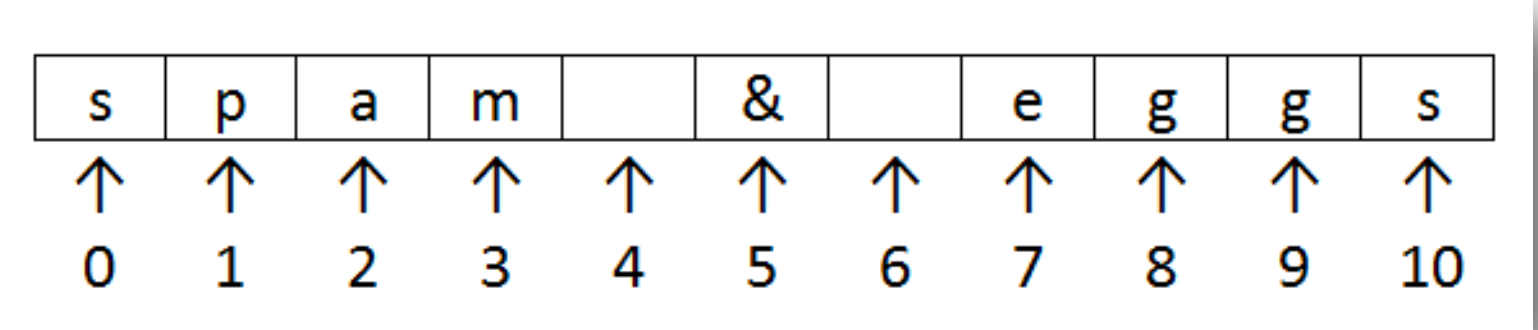 s p a m & e g g s
↑ ↑ ↑ ↑ ↑ ↑ ↑ ↑ ↑ ↑ ↑
0 1 2 3 4 5 6 7 8 9 10